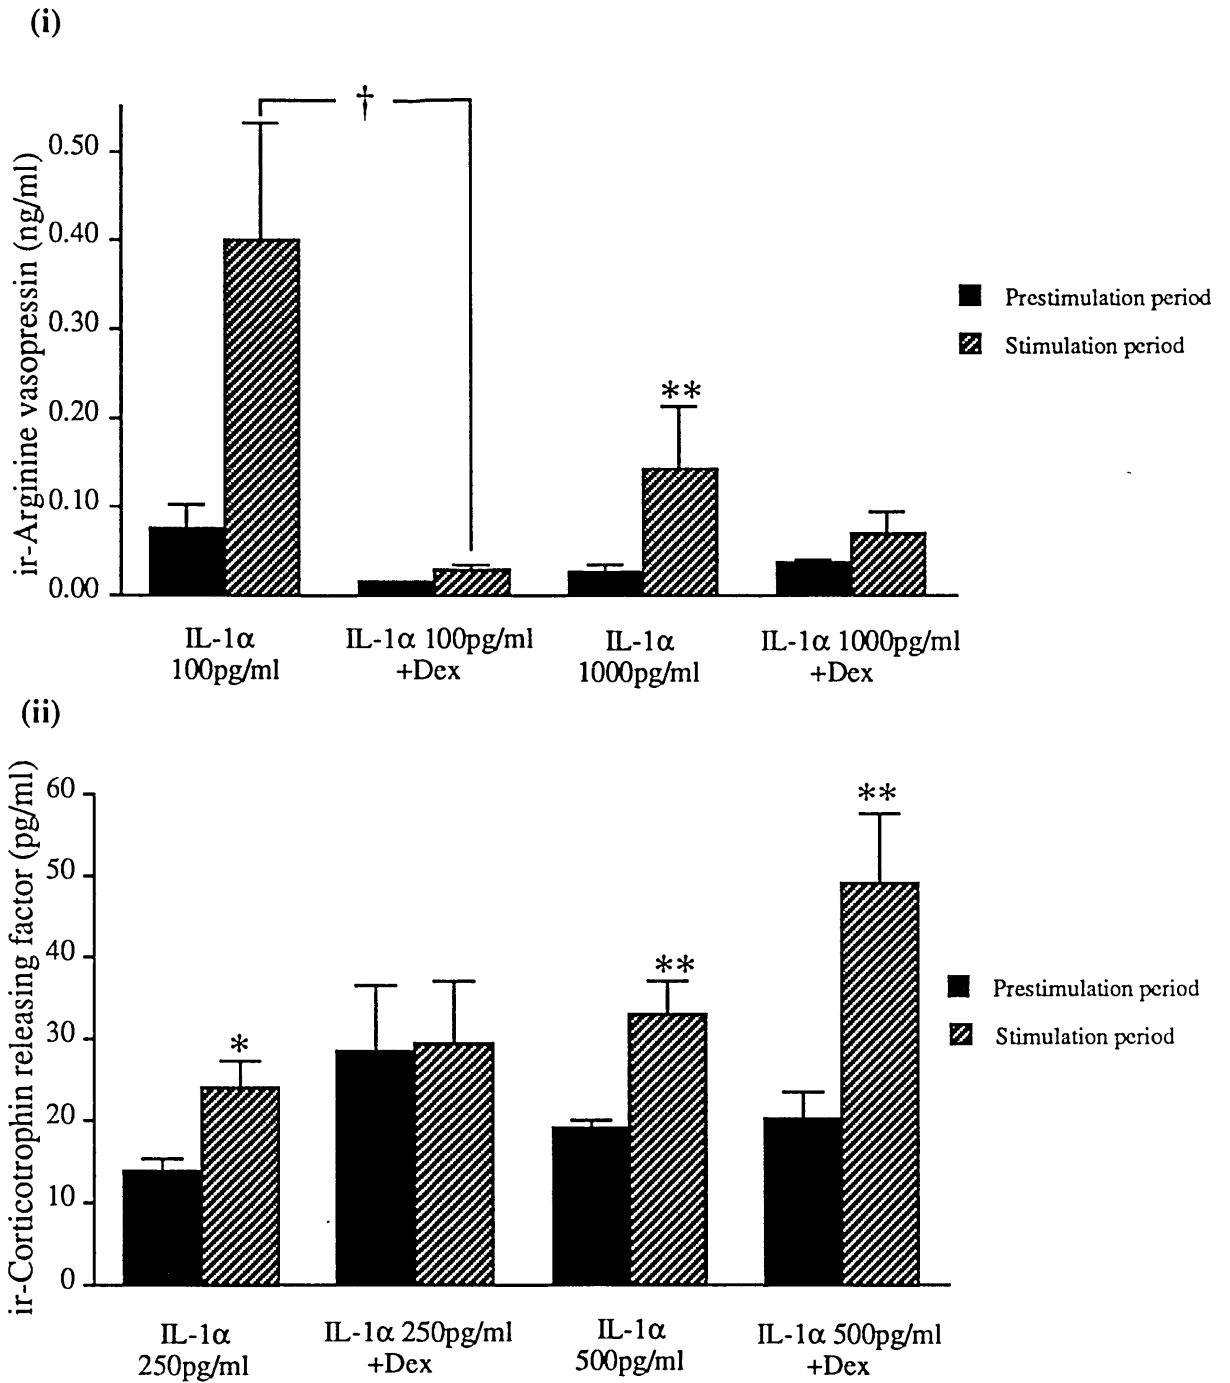 (i)
ir-Arginine vasopressin (ng/ml)
0.50
0.40
0.30
0.20
0.10
0.00
†
**
Prestimulation period
Stimulation period
IL-1α
100pg/ml
IL-1α 100pg/ml
+Dex
IL-1α
1000pg/ml
IL-1α 1000pg/ml
+Dex
(ii)
ir-Corticotrophin releasing factor (pg/ml)
60
50
40
30
20
10
0
*
**
**
Prestimulation period
Stimulation period
IL-1α
250pg/ml
IL-1α 250pg/ml
+Dex
IL-1α
500pg/ml
IL-1α 500pg/ml
+Dex